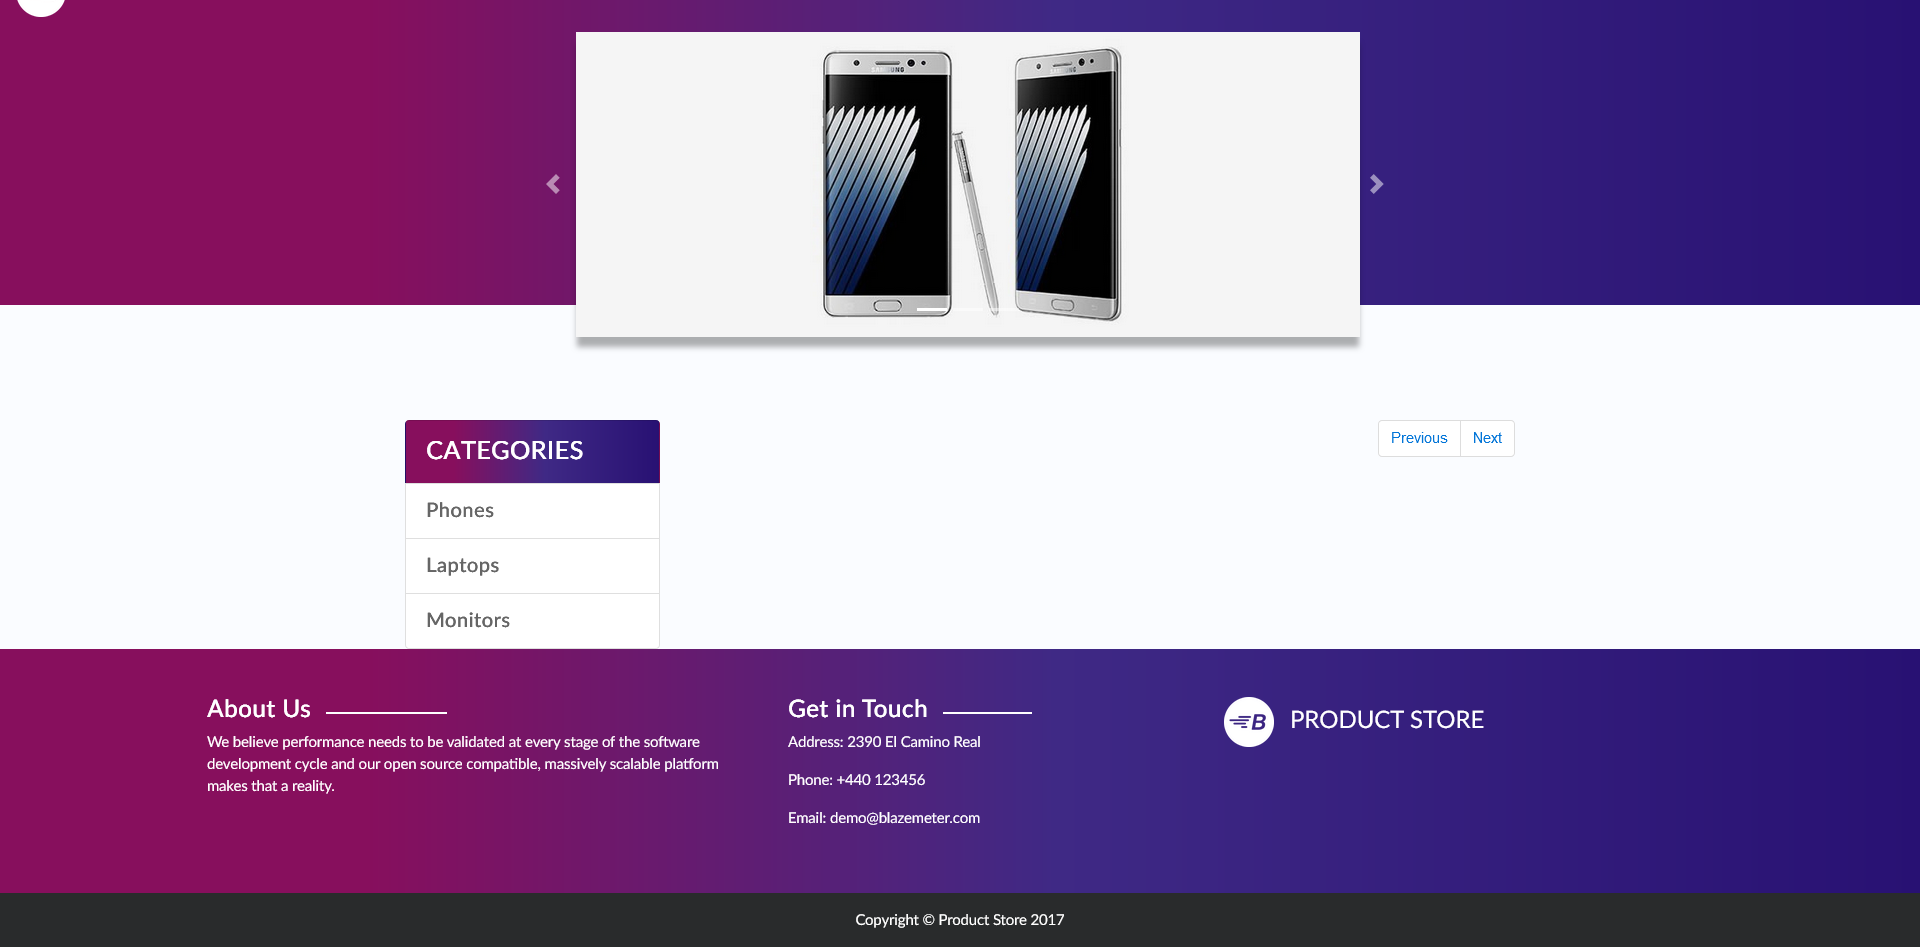 SAMSUNG
SAMSUNG
CATEGORIES
Phones
Laptops
Monitors
Previous
Next
About Us
We believe performance needs to be validated at every stage of the software
development cycle and our open source compatible, massively scalable platform
makes that a reality.
Get in Touch
Address: 2390 El Camino Real
Phone: +440 123456
Email: demo@blazemeter.com
B PRODUCT STORE
Copyright © Product Store 2017